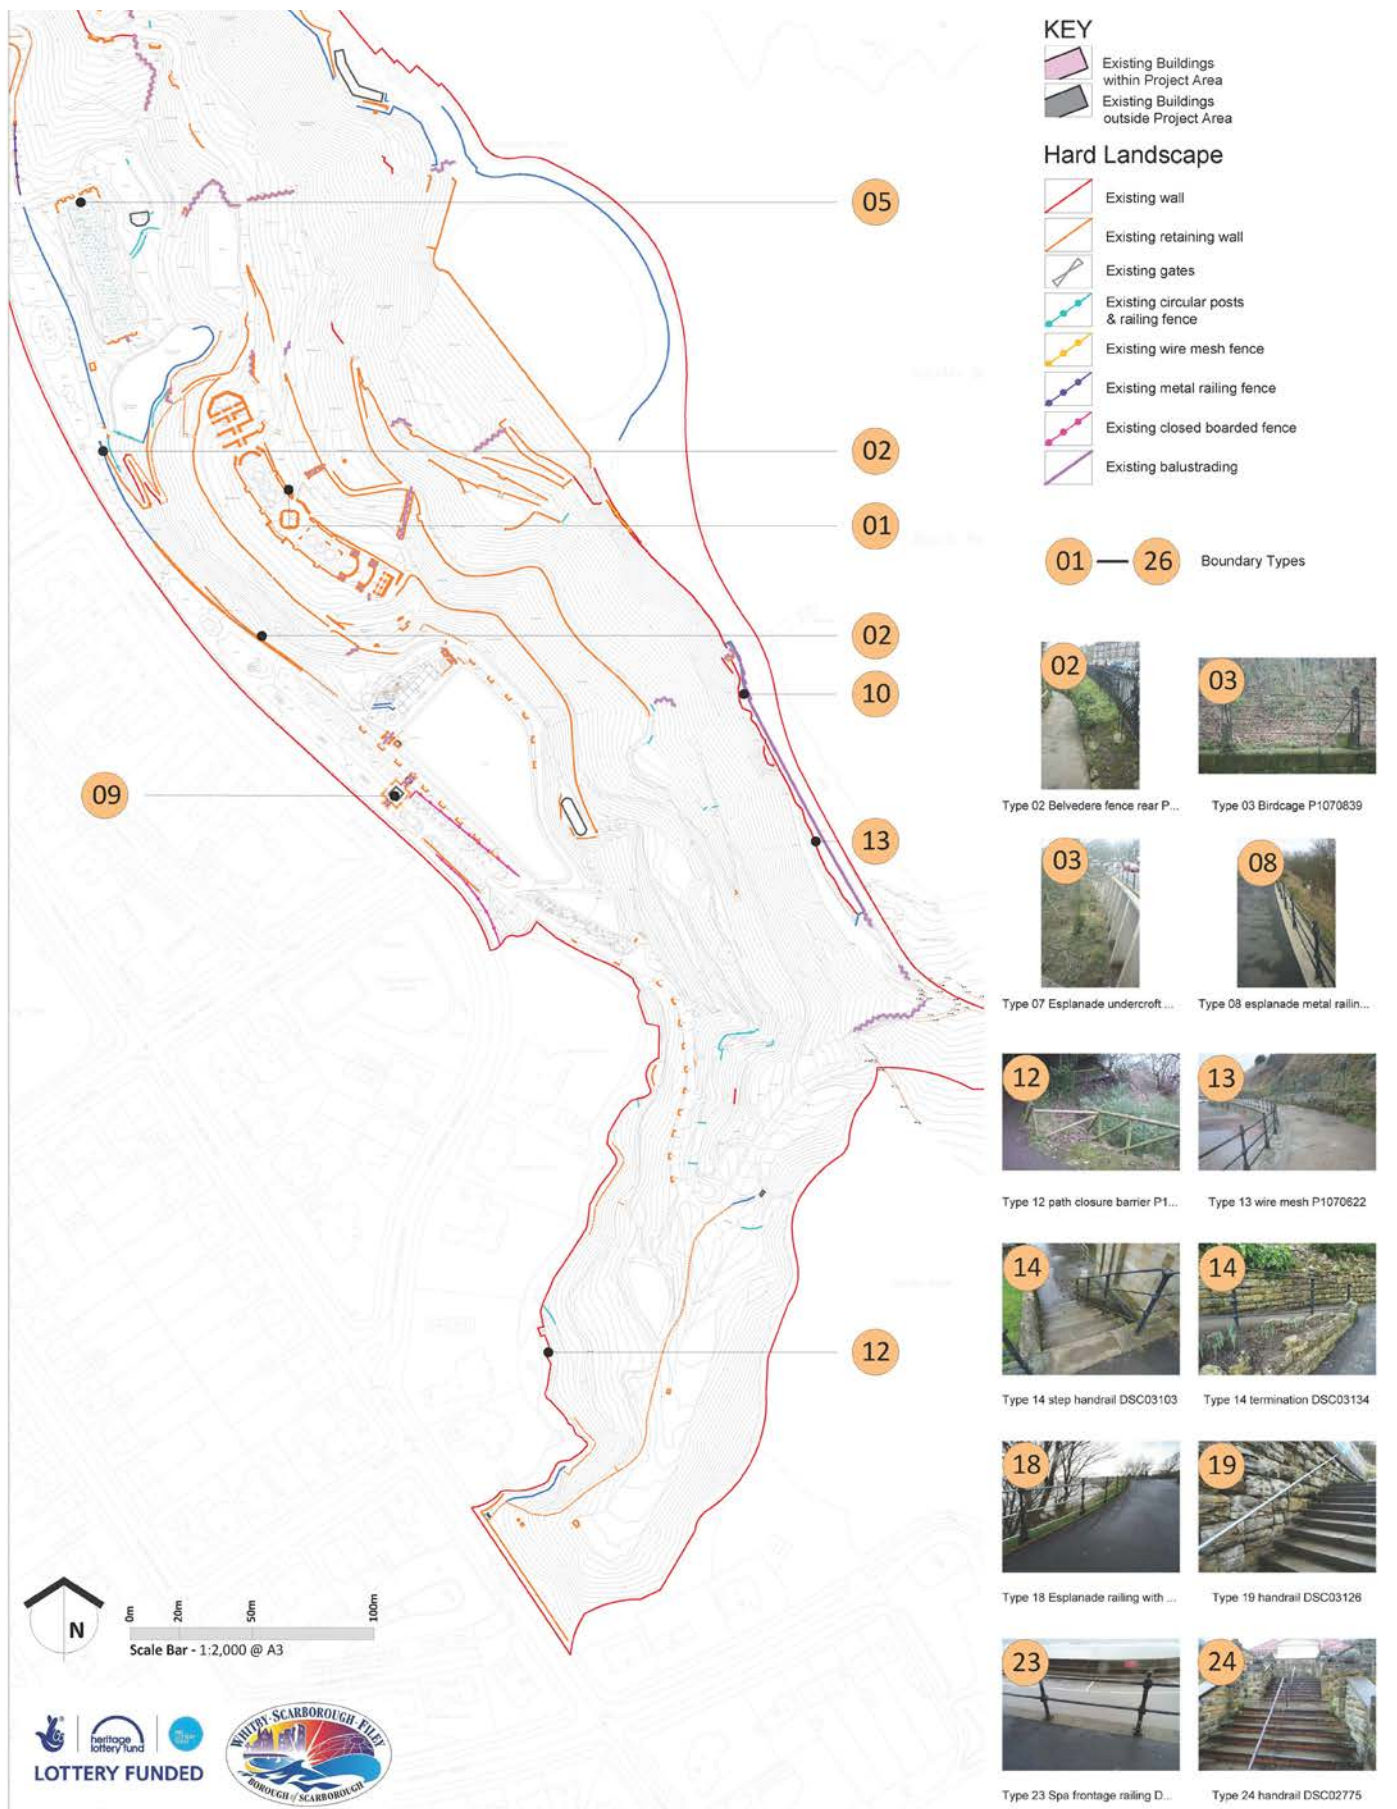 KEY
Existing Buildings
within Project Area
Existing Buildings
outside Project Area
Hard Landscape
Existing wall
Existing retaining wall
Existing gates
Existing circular posts
& railing fence
Existing wire mesh fence
Existing metal railing fence
Existing closed boarded fence
Existing balustrading
01
26
Boundary Types
05
02
01
02
10
09
13
12
02
03
Type 02 Belvedere fence rear P...
Type 03 Birdcage P1070839
03
08
Type 07 Esplanade undercroft ...
Type 08 esplanade metal railin...
12
13
Type 12 path closure barrier P1...
Type 13 wire mesh P1070622
14
14
Type 14 step handrail DSC03103
Type 14 termination DSC03134
18
19
Type 18 Esplanade railing with ...
Type 19 handrail DSC03126
23
24
Type 23 Spa frontage railing D...
Type 24 handrail DSC02775
N
0m
20m
50m
100m
Scale Bar - 1:2,000 @ A3
heritage
lottery fund
LOTTERY FUNDED
WHITBY·SCARBOROUGH·FILEY
BOROUGH of SCARBOROUGH